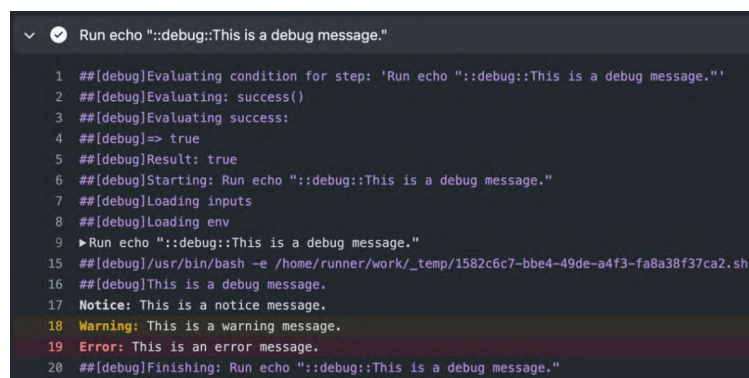 Run echo "::debug::This is a debug message."
1 ##[debug]Evaluating condition for step: 'Run echo "::debug::This is a debug message."'
2 ##[debug]Evaluating: success()
3 ##[debug]Evaluating success:
4 ##[debug]=> true
5 ##[debug]Result: true
6 ##[debug]Starting: Run echo "::debug::This is a debug message."
7 ##[debug]Loading inputs
8 ##[debug]Loading env
9 ▶Run echo "::debug::This is a debug message."
15 ##[debug]/usr/bin/bash -e /home/runner/work/_temp/1582c6c7-bbe4-49de-a4f3-fa8a38f37ca2.sh
16 ##[debug]This is a debug message.
17 Notice: This is a notice message.
18 Warning: This is a warning message.
19 Error: This is an error message.
20 ##[debug]Finishing: Run echo "::debug::This is a debug message."